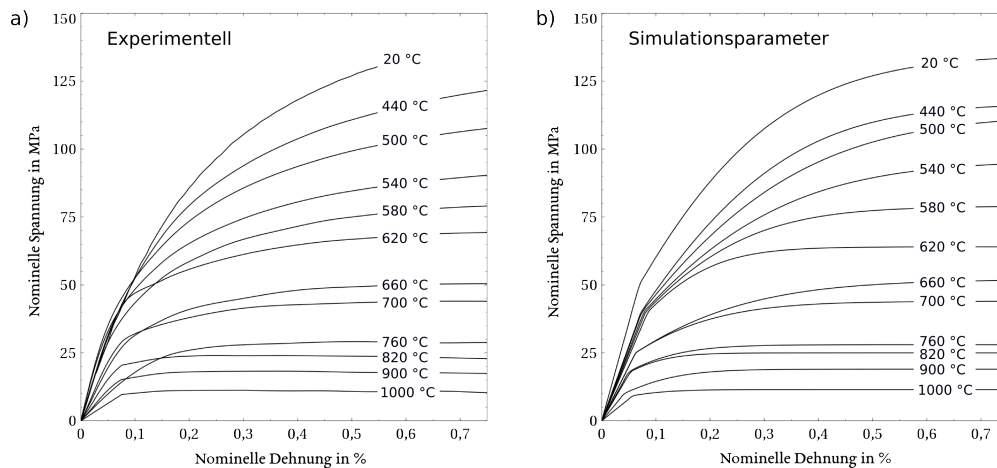 a)
Experimentell
Nominelle Spannung in MPa
150
125
100
75
50
25
0
20 °C
440 °C
500 °C
540 °C
580 °C
620 °C
660 °C
700 °C
760 °C
820 °C
900 °C
1000 °C
0 0,1 0,2 0,3 0,4 0,5 0,6 0,7
Nominelle Dehnung in %
b)
Simulationsparameter
Nominelle Spannung in MPa
150
125
100
75
50
25
0
20 °C
440 °C
500 °C
540 °C
580 °C
620 °C
660 °C
700 °C
760 °C
820 °C
900 °C
1000 °C
0 0,1 0,2 0,3 0,4 0,5 0,6 0,7
Nominelle Dehnung in %